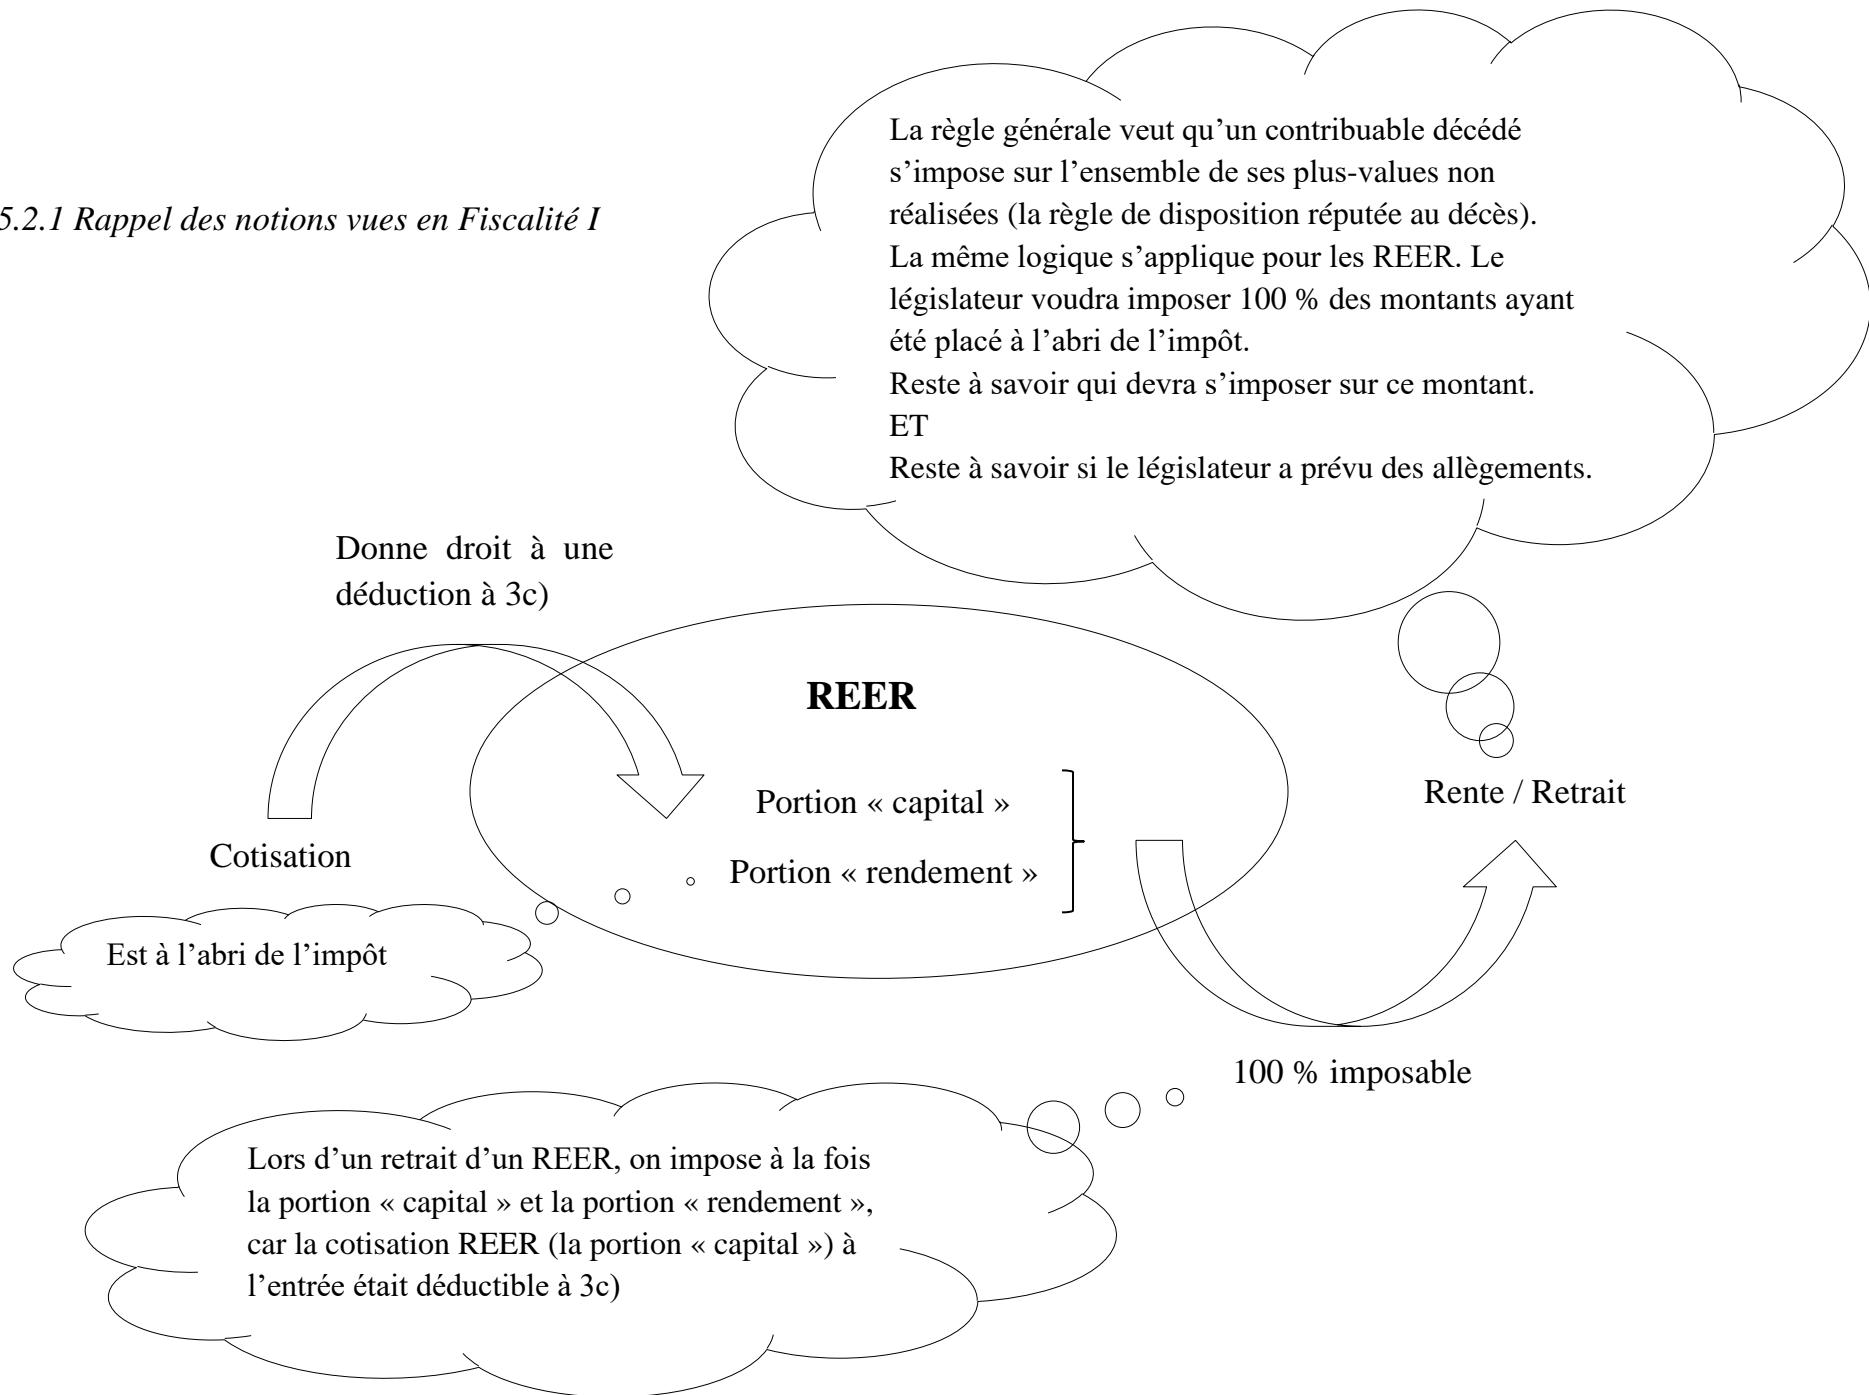 5.2.1 Rappel des notions vues en Fiscalité I
La règle générale veut qu’un contribuable décédé
s’impose sur l’ensemble de ses plus-values non
réalisées (la règle de disposition réputée au décès).
La même logique s’applique pour les REER. Le
législateur voudra imposer 100 % des montants ayant
été placé à l’abri de l’impôt.
Reste à savoir qui devra s’imposer sur ce montant.
ET
Reste à savoir si le législateur a prévu des allègements.
Donne droit à une
déduction à 3c)
REER
Portion « capital »
Portion « rendement »
Rente / Retrait
Cotisation
Est à l’abri de l’impôt
100 % imposable
Lors d’un retrait d’un REER, on impose à la fois
la portion « capital » et la portion « rendement »,
car la cotisation REER (la portion « capital ») à
l’entrée était déductible à 3c)